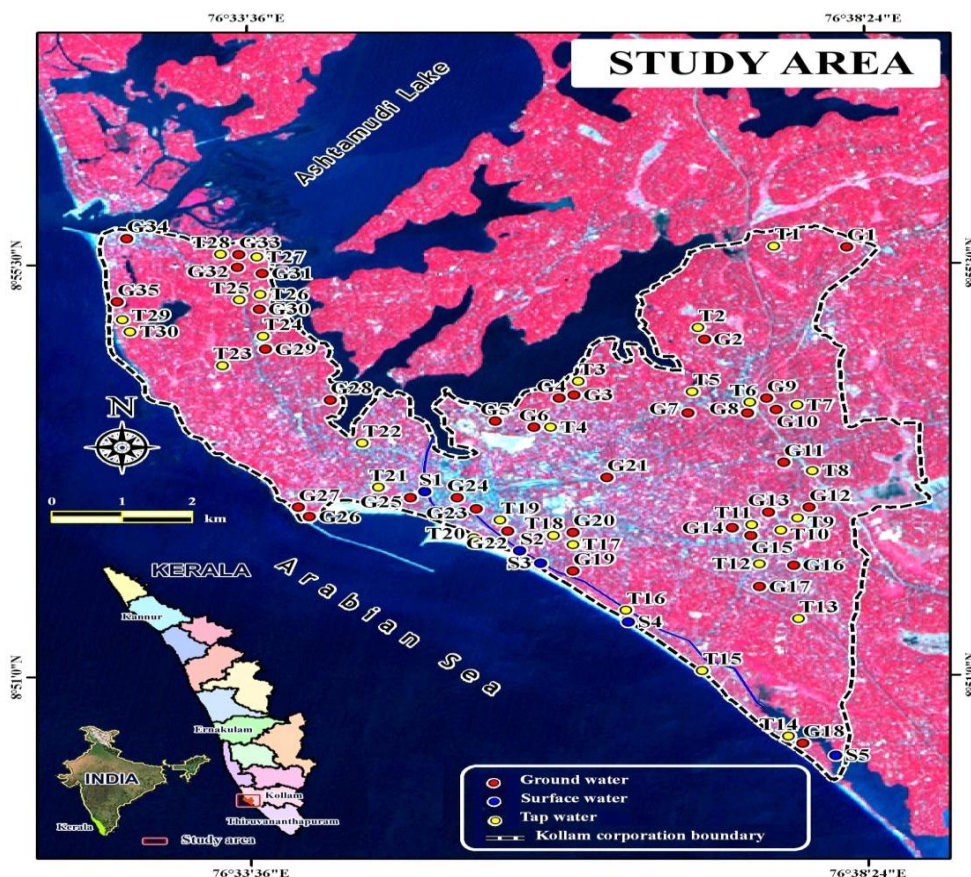 76°33'36"E
76°38'24"E
STUDY AREA
Ashtamudi Lake
8°55'30"N
G34
T28
G33
T27
G32
G31
T25
T26
G30
G35
T29
T30
T24
G29
T23
T1
G1
T2
G2
T3
G4
G3
T5
T6
G9
G7
G8
T7
G10
G28
G5
G6
T4
T22
N
G11
T8
G21
T21
S1
G25
G24
G27
G26
G23
T19
T20
G22
S2
T18
G20
T17
S3
G19
G13
G12
T11
T9
G14
T10
G15
T12
G16
G17
T13
0 1 2
km
T16
S4
T15
T14
G18
S5
Arabian Sea
8°51'0"N
KERALA
Kannur
Ernakulam
Kollam
Thiruvananthapuram
INDIA
Kerala
Study area
Ground water
Surface water
Tap water
Kollam corporation boundary
76°33'36"E
76°38'24"E